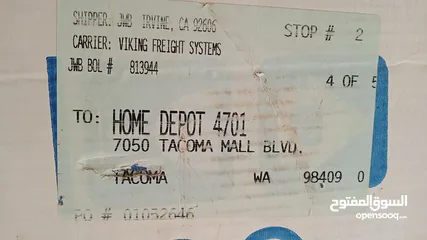 SHIPPER: JWB IRVINE, CA 92606
STOP # 2
CARRIER: VIKING FREIGHT SYSTEMS
JWB BOL # 813944
4 OF 5
TO: HOME DEPOT 4701
7050 TACOMA MALL BLVD.
TACOMA WA 98409 0
PO # 01052646
السوق المفتوح
opensooq.com